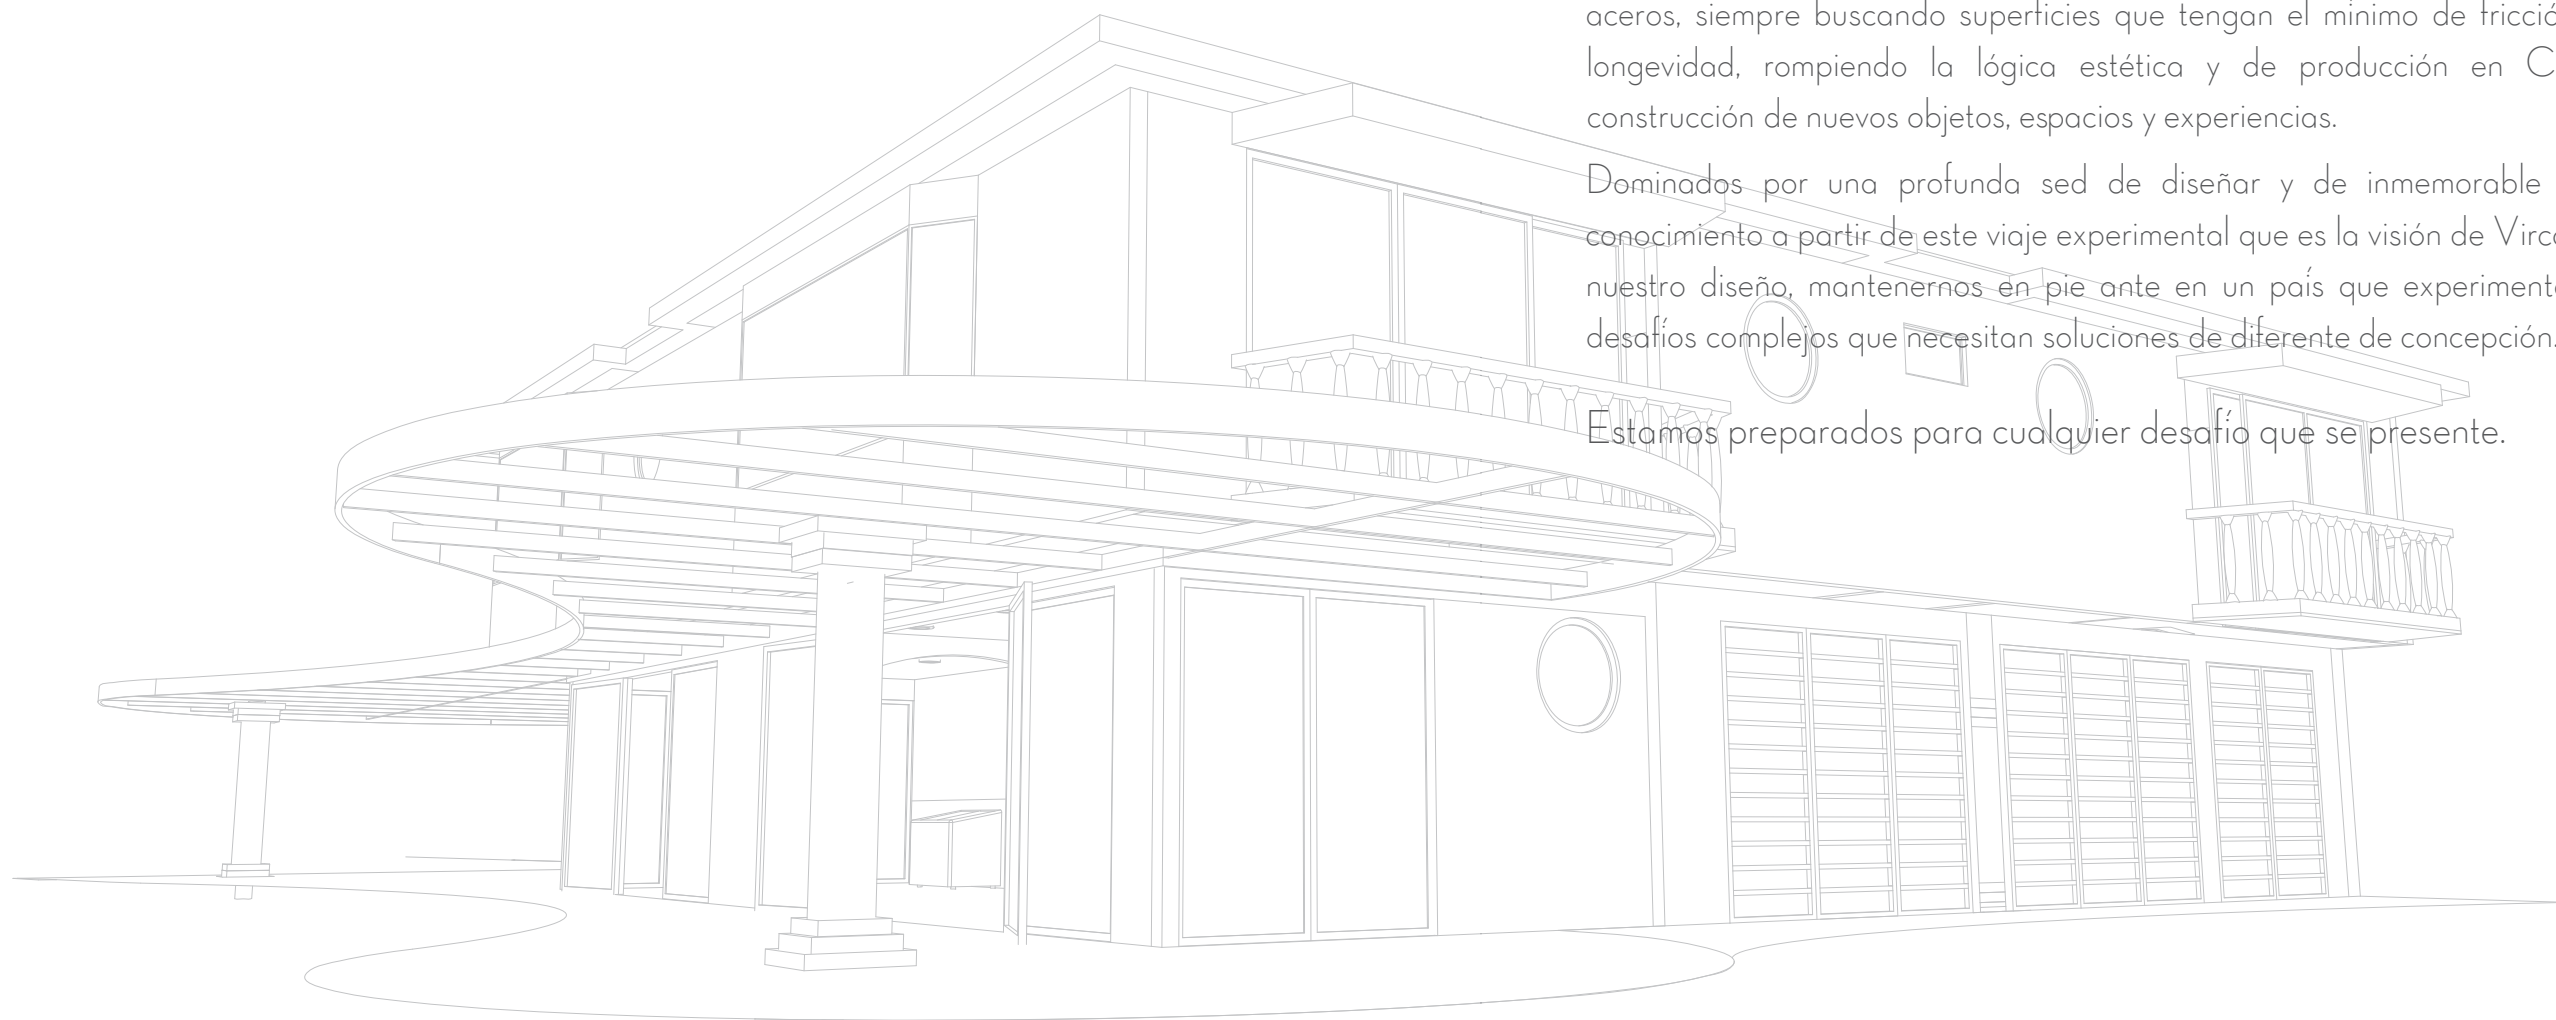 aceros, siempre buscando superficies que tengan el minimo de
longevidad, rompiendo la lógica estética y de producción en
construcción de nuevos objetos, espacios y experiencias.
Dominados por una profunda sed de diseñar y de inmemorable
conocimiento a partir de este viaje experimental que es la visión de
nuestro diseño, mantenernos en pie ante en un país que
desafíos complejos que necesitan soluciones de diferente de concepción.
Estamos preparados para cualquier desafío que se presente.